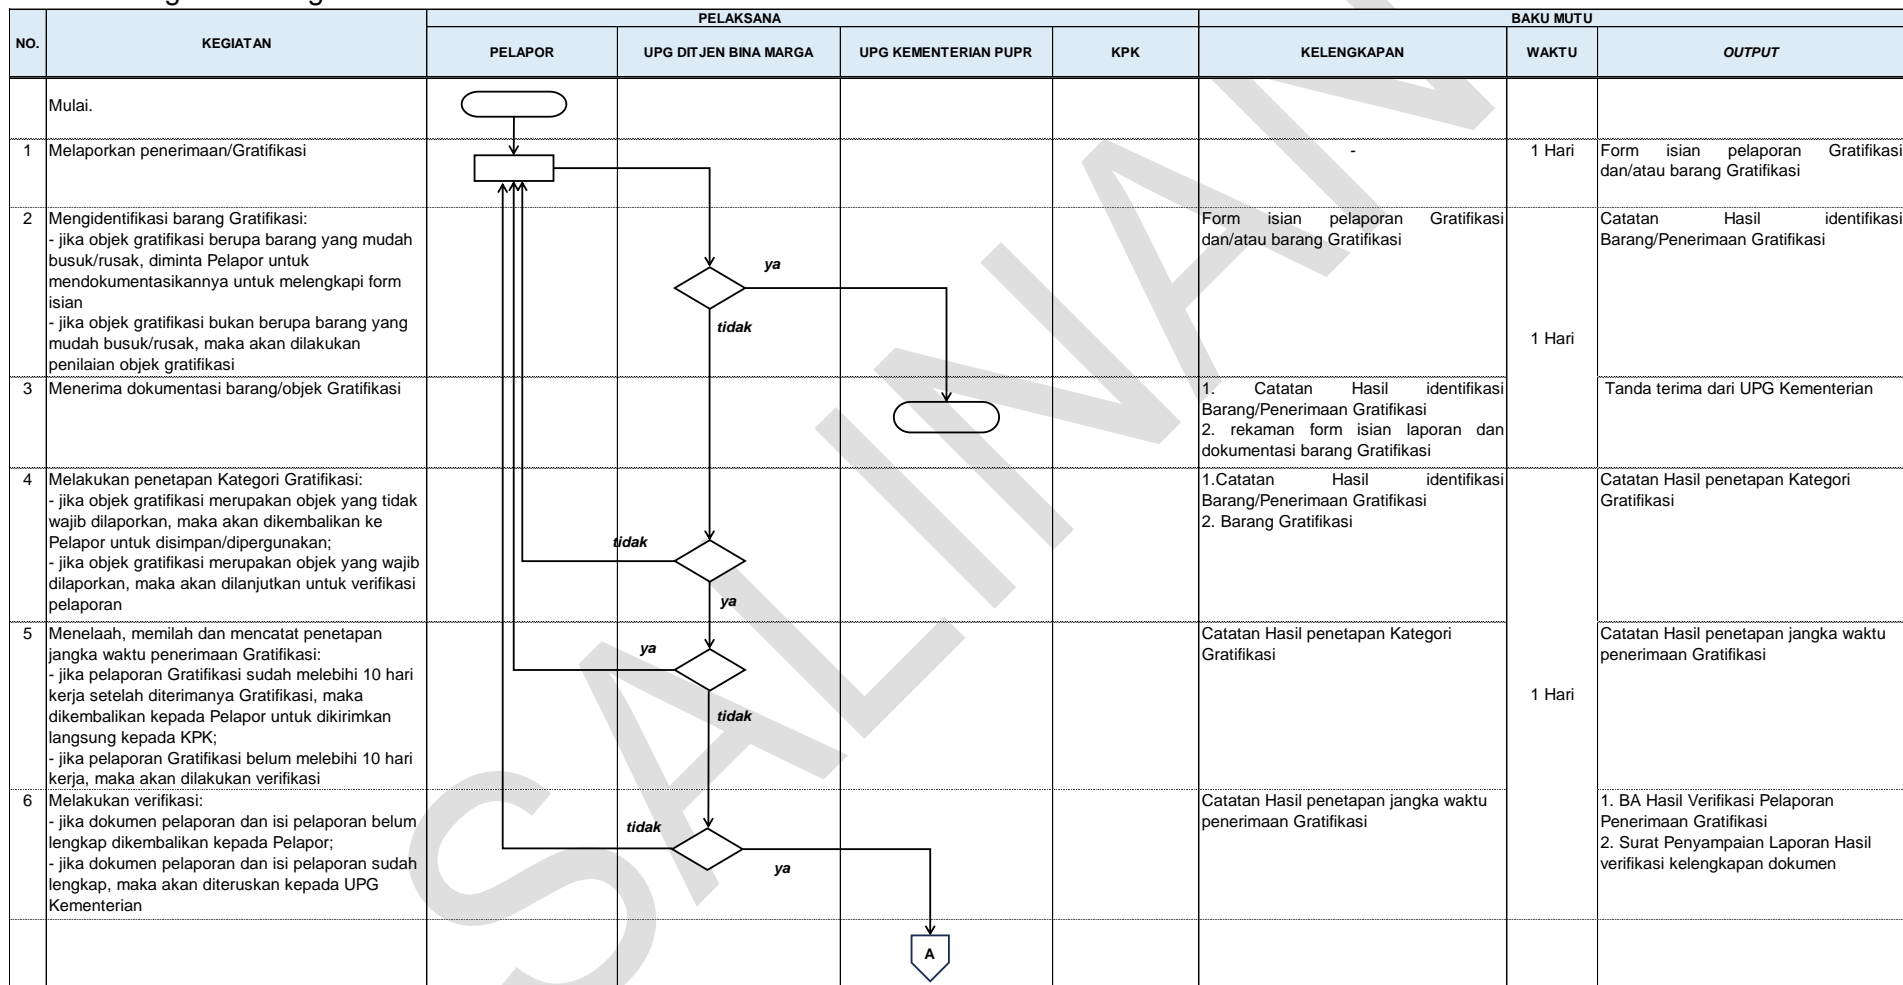 PELAKSANA
BAKU MUTU
NO.
KEGIATAN
PELAPOR
UPG DITJEN BINA MARGA
UPG KEMENTERIAN PUPR
KPK
KELENGKAPAN
WAKTU
OUTPUT
Mulai.
1
Melaporkan penerimaan/Gratifikasi
-
1 Hari
Form isian pelaporan Gratifikasi
dan/atau barang Gratifikasi
2
Mengidentifikasi barang Gratifikasi:
- jika objek gratifikasi berupa barang yang mudah
busuk/rusak, diminta Pelapor untuk
mendokumentasikannya untuk melengkapi form
isian
- jika objek gratifikasi bukan berupa barang yang
mudah busuk/rusak, maka akan dilakukan
penilaian objek gratifikasi
ya
tidak
Form isian pelaporan Gratifikasi
dan/atau barang Gratifikasi
1 Hari
Catatan Hasil identifikasi
Barang/Penerimaan Gratifikasi
3
Menerima dokumentasi barang/objek Gratifikasi
1. Catatan Hasil identifikasi
Barang/Penerimaan Gratifikasi
2. rekaman form isian laporan dan
dokumentasi barang Gratifikasi
Tanda terima dari UPG Kementerian
4
Melakukan penetapan Kategori Gratifikasi:
- jika objek gratifikasi merupakan objek yang tidak
wajib dilaporkan, maka akan dikembalikan ke
Pelapor untuk disimpan/dipergunakan;
- jika objek gratifikasi merupakan objek yang wajib
dilaporkan, maka akan dilanjutkan untuk verifikasi
pelaporan
tidak
ya
1.Catatan Hasil identifikasi
Barang/Penerimaan Gratifikasi
2. Barang Gratifikasi
Catatan Hasil penetapan Kategori
Gratifikasi
5
Menelaah, memilah dan mencatat penetapan
jangka waktu penerimaan Gratifikasi:
- jika pelaporan Gratifikasi sudah melebihi 10 hari
kerja setelah diterimanya Gratifikasi, maka
dikembalikan kepada Pelapor untuk dikirimkan
langsung kepada KPK;
- jika pelaporan Gratifikasi belum melebihi 10 hari
kerja, maka akan dilakukan verifikasi
ya
tidak
Catatan Hasil penetapan Kategori
Gratifikasi
1 Hari
Catatan Hasil penetapan jangka waktu
penerimaan Gratifikasi
6
Melakukan verifikasi:
- jika dokumen pelaporan dan isi pelaporan belum
lengkap dikembalikan kepada Pelapor;
- jika dokumen pelaporan dan isi pelaporan sudah
lengkap, maka akan diteruskan kepada UPG
Kementerian
tidak
ya
Catatan Hasil penetapan jangka waktu
penerimaan Gratifikasi
1. BA Hasil Verifikasi Pelaporan
Penerimaan Gratifikasi
2. Surat Penyampaian Laporan Hasil
verifikasi kelengkapan dokumen
A
SALINAN